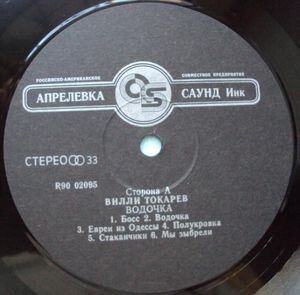 РОССИЙСКО-АМЕРИКАНСКОЕ СОВМЕСТНОЕ ПРЕДПРИЯТИЕ
АПРЕЛЕВКА САУНД Инк
СТЕРЕО 33
R90 02095
Сторона А
ВИЛЛИ ТОКАРЕВ
ВОДОЧКА
1. Босс 2. Водочка
3. Евреи из Одессы 4. Полукровка
5. Стаканчики 6. Мы зыбрели